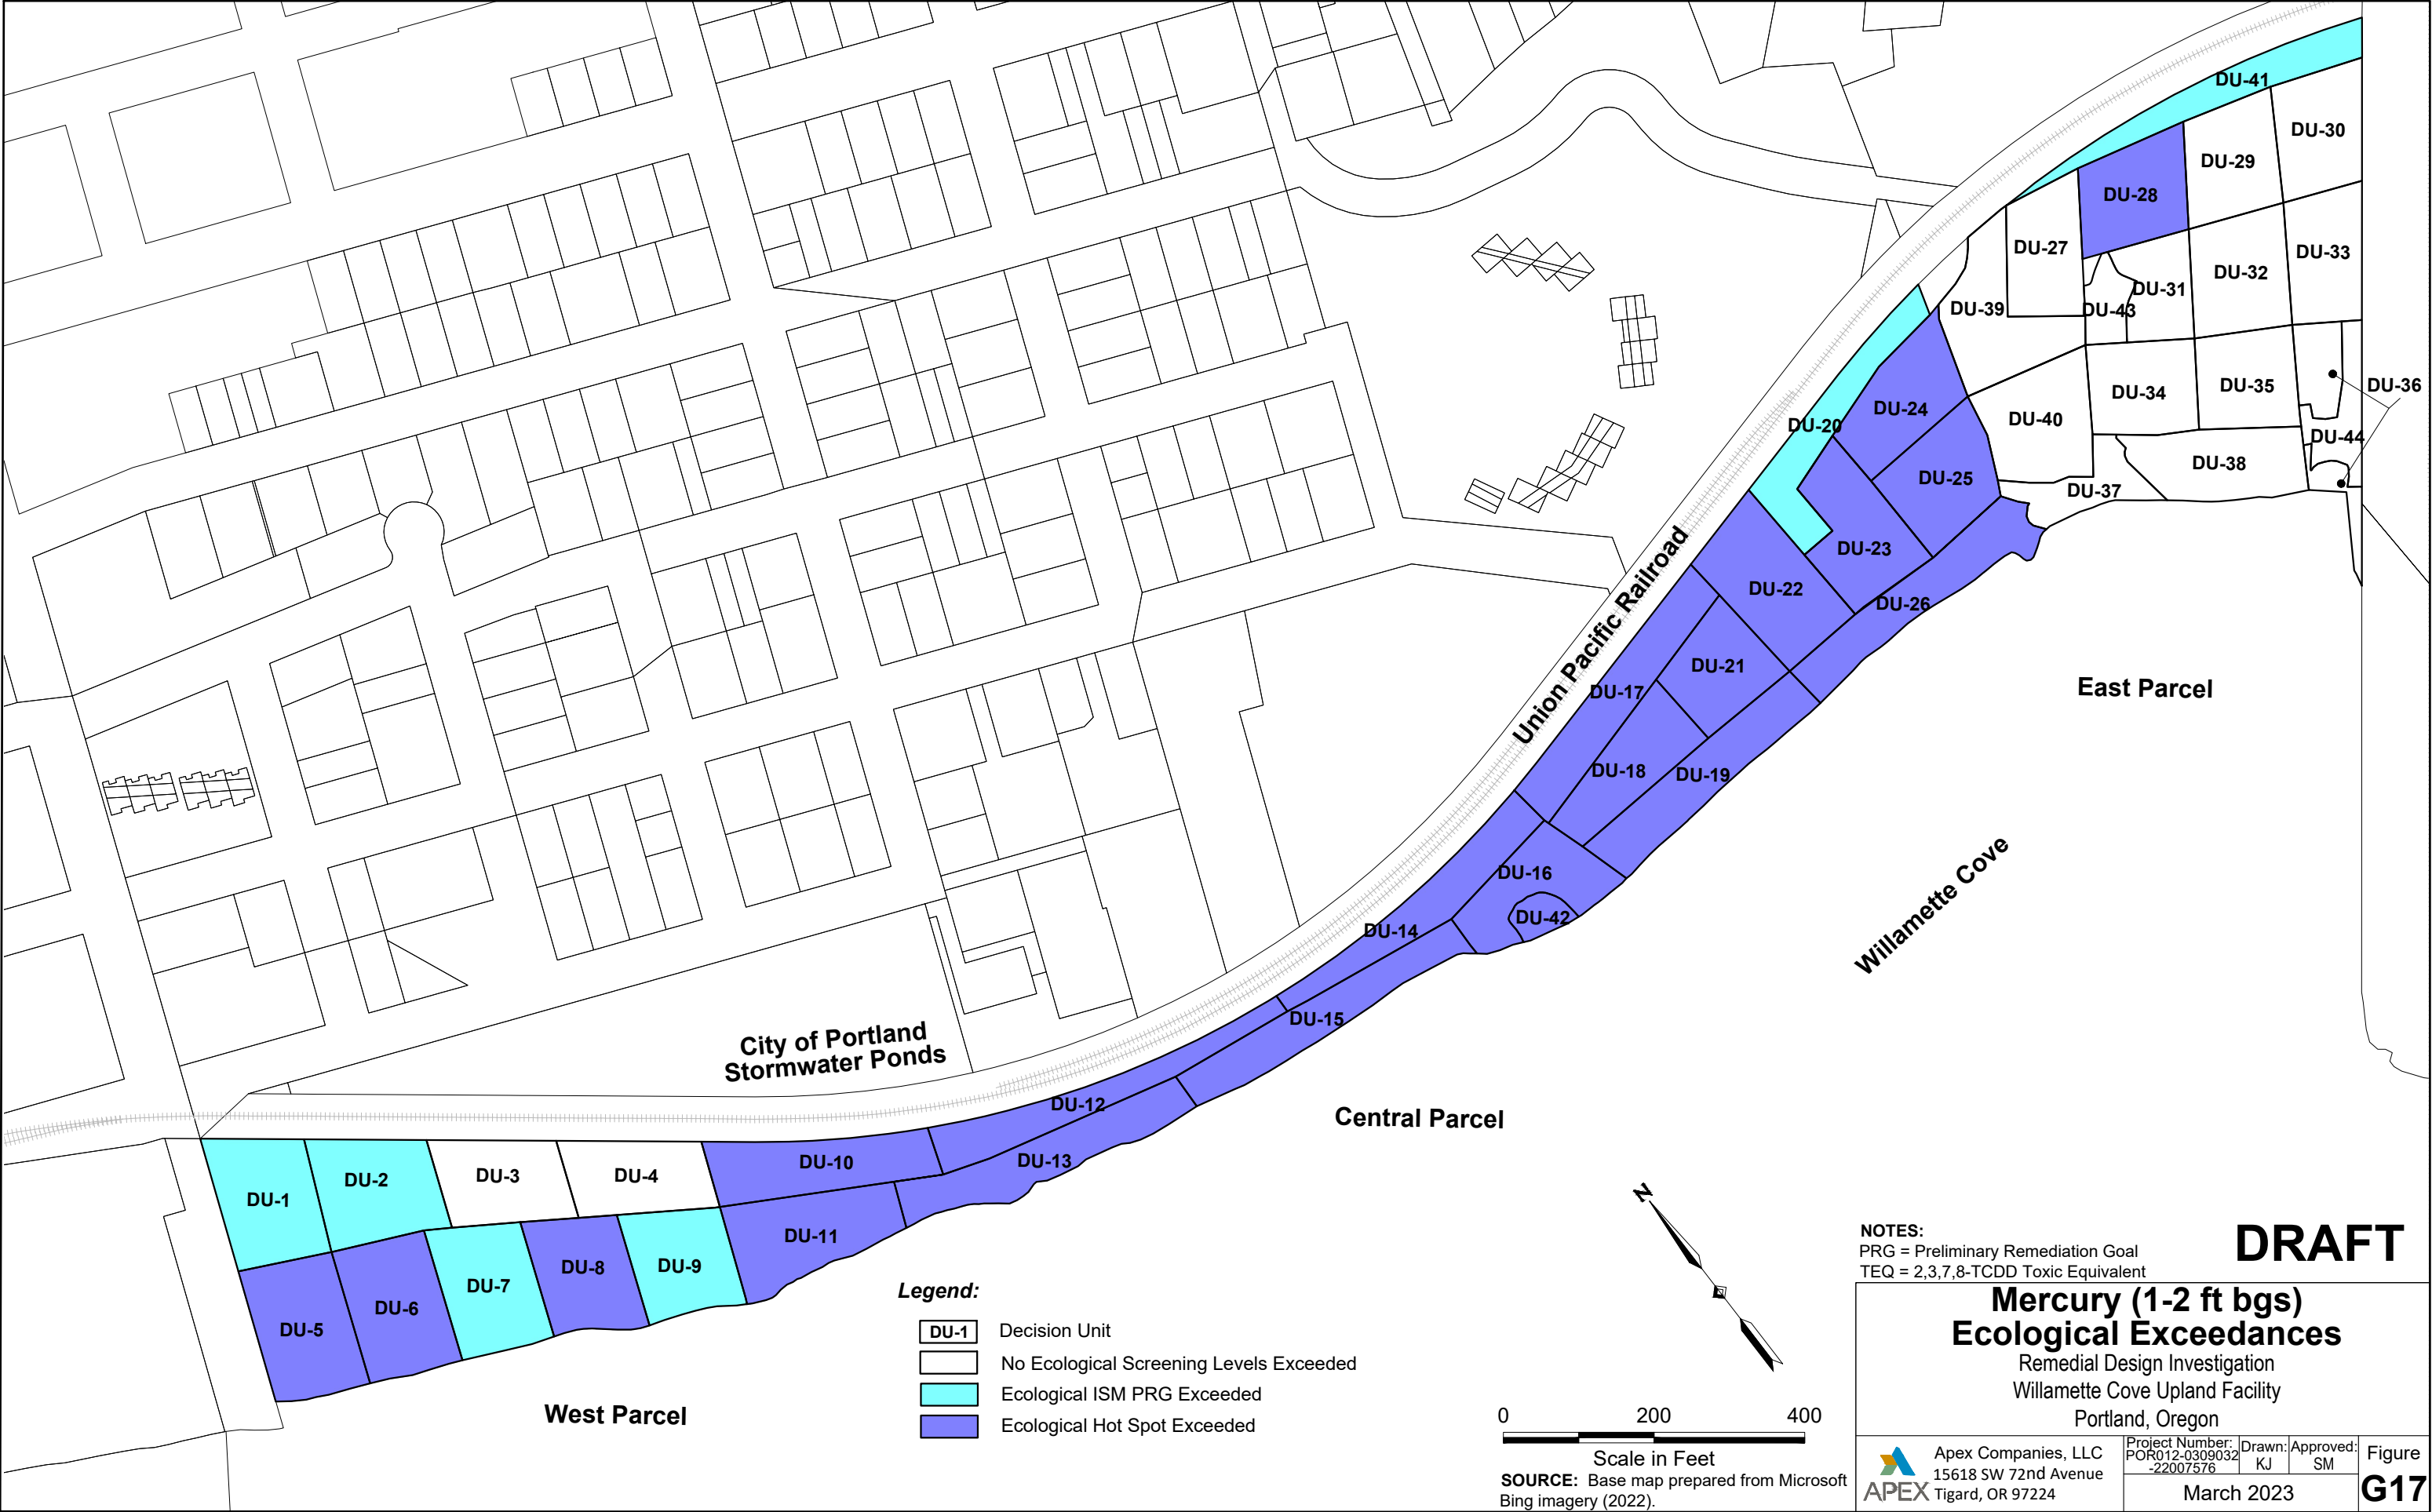 DU-41
DU-30
DU-29
DU-28
DU-27
DU-33
DU-32
DU-31
DU-43
DU-39
DU-36
DU-35
DU-34
DU-40
DU-44
DU-38
DU-37
DU-24
DU-20
DU-25
DU-23
DU-22
DU-26
Union Pacific Railroad
DU-21
DU-17
East Parcel
DU-18
DU-19
DU-16
DU-42
DU-14
Willamette Cove
DU-15
City of Portland
Stormwater Ponds
DU-12
Central Parcel
DU-13
DU-10
DU-3
DU-4
DU-2
DU-1
DU-11
DU-8
DU-9
DU-7
DU-6
DU-5
West Parcel
Legend:
DU-1 Decision Unit
No Ecological Screening Levels Exceeded
Ecological ISM PRG Exceeded
Ecological Hot Spot Exceeded
N
0 200 400
Scale in Feet
SOURCE: Base map prepared from Microsoft
Bing imagery (2022).
NOTES:
PRG = Preliminary Remediation Goal
TEQ = 2,3,7,8-TCDD Toxic Equivalent
DRAFT
Mercury (1-2 ft bgs)
Ecological Exceedances
Remedial Design Investigation
Willamette Cove Upland Facility
Portland, Oregon
APEX
Apex Companies, LLC
15618 SW 72nd Avenue
Tigard, OR 97224
Project Number:
POR012-0309032
-22007576
Drawn:
KJ
Approved:
SM
March 2023
Figure
G17